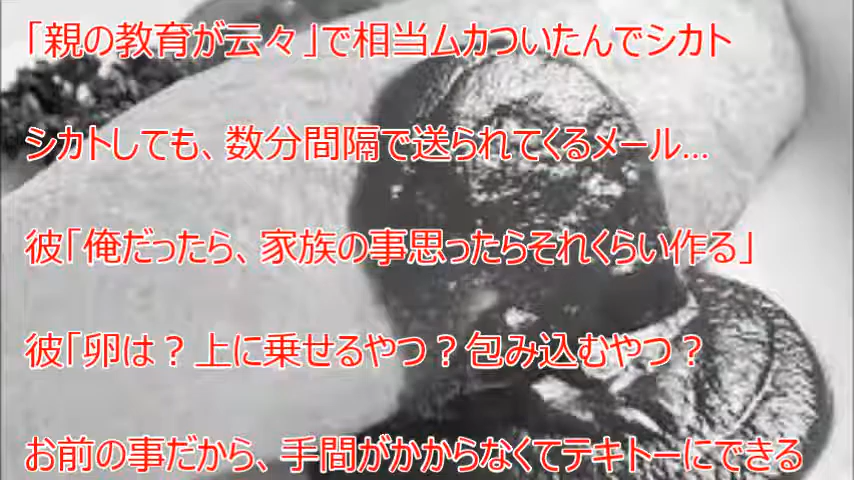 「親の教育が云々」で相当ムカついたんでシカト
シカトしても、数分間隔で送られてくるメール…
彼「俺だったら、家族の事思ったらそれくらい作る」
彼「卵は？上に乗せるやつ？包み込むやつ？
お前の事だから、手間がかからなくてテキトーにできる